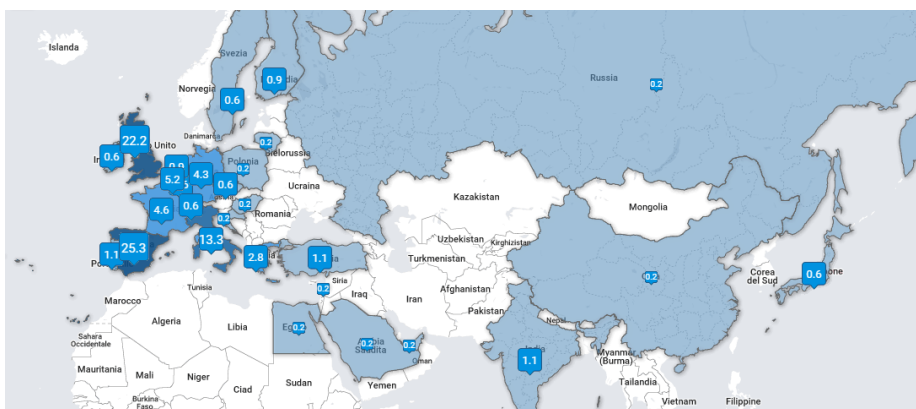 Islanda
Svezia
Russia
0.2
0.9
Norvegia
0.6
Danimarca
22.2
Unito
0.2
Bielorussia
0.6
Polonia
0.2
4.3
5.2
0.6
Ucraina
Kazakistan
Mongolia
4.6
0.6
0.2
Romania
0.2
13.3
25.3
1.1
2.8
1.1
Uzbekistan
Kirghizistan
Turkmenistan
Corea
del Sud
0.2
0.6
Tunisia
Siria
0.2
Iraq
Iran
Afghanistan
Pakistan
Marocco
Algeria
Libia
0.2
0.2
Saudita
0.2
Oman
Nepal
1.1
Myanma
(Burma)
Sahara
Occidentale
Mauritania
Mali
Niger
Ciad
Sudan
Yemen
Tailandia
Burkina
Faso
Vietnam
Filippine